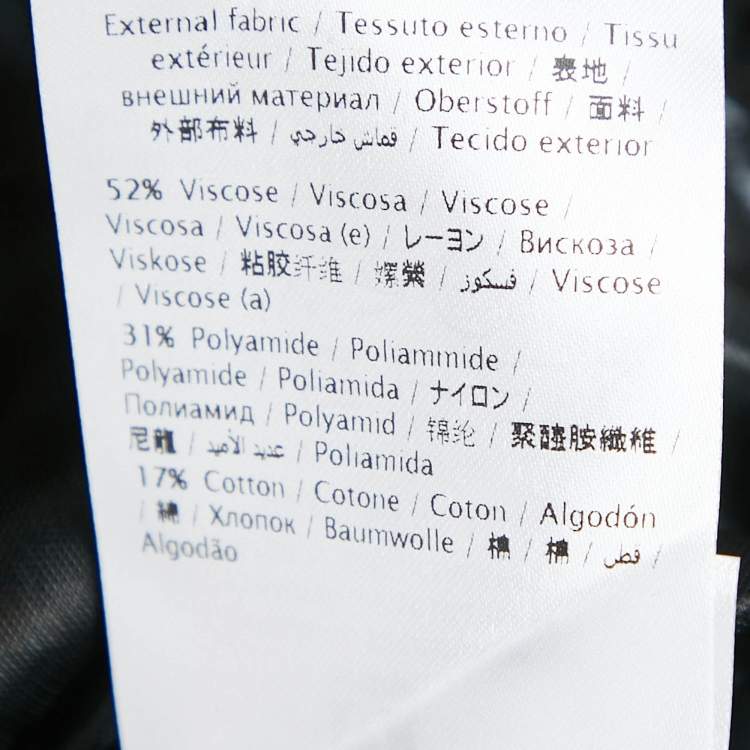 External fabric / Tessuto esterno / Tissu
extérieur / Tejido exterior / 表地 /
внешний материал / Oberstoff / 面料 /
外部布料 / قماش خارجي / Tecido exterior
52% Viscose / Viscosa / Viscose /
Viscosa / Viscosa (e) / レーヨン / Вискоза /
Viskose / 粘胶纤维 / 嫘縈 / فسكوز / Viscose
/ Viscose (a)
31% Polyamide / Poliammide /
Polyamide / Poliamida / ナイロン /
Полиамид / Polyamid / 锦纶 / 聚醯胺纖維 /
尼龍 / عديد الأميد / Poliamida
17% Cotton / Cotone / Coton / Algodón
/ 綿 / Хлопок / Baumwolle / 棉 / 棉 / قطن /
Algodão